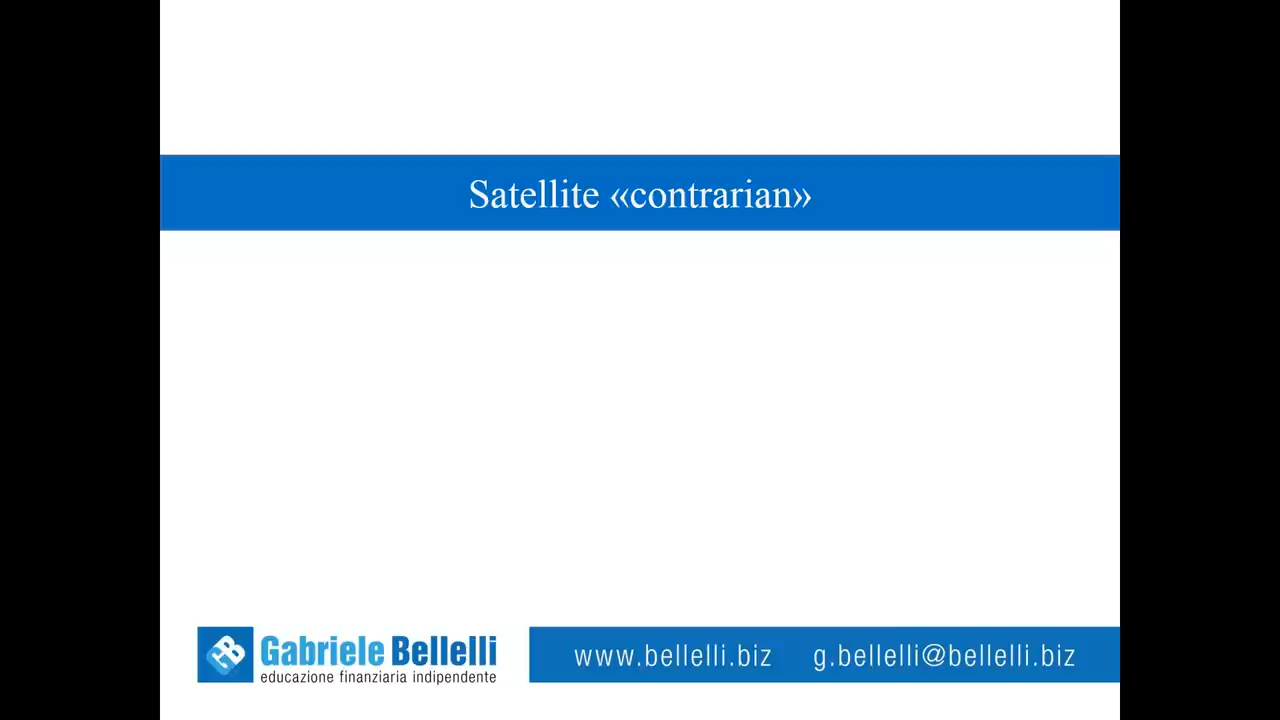 Satellite «contrarian»
Gabriele Bellelli
educazione finanziaria indipendente
www.bellelli.biz g.bellelli@bellelli.biz